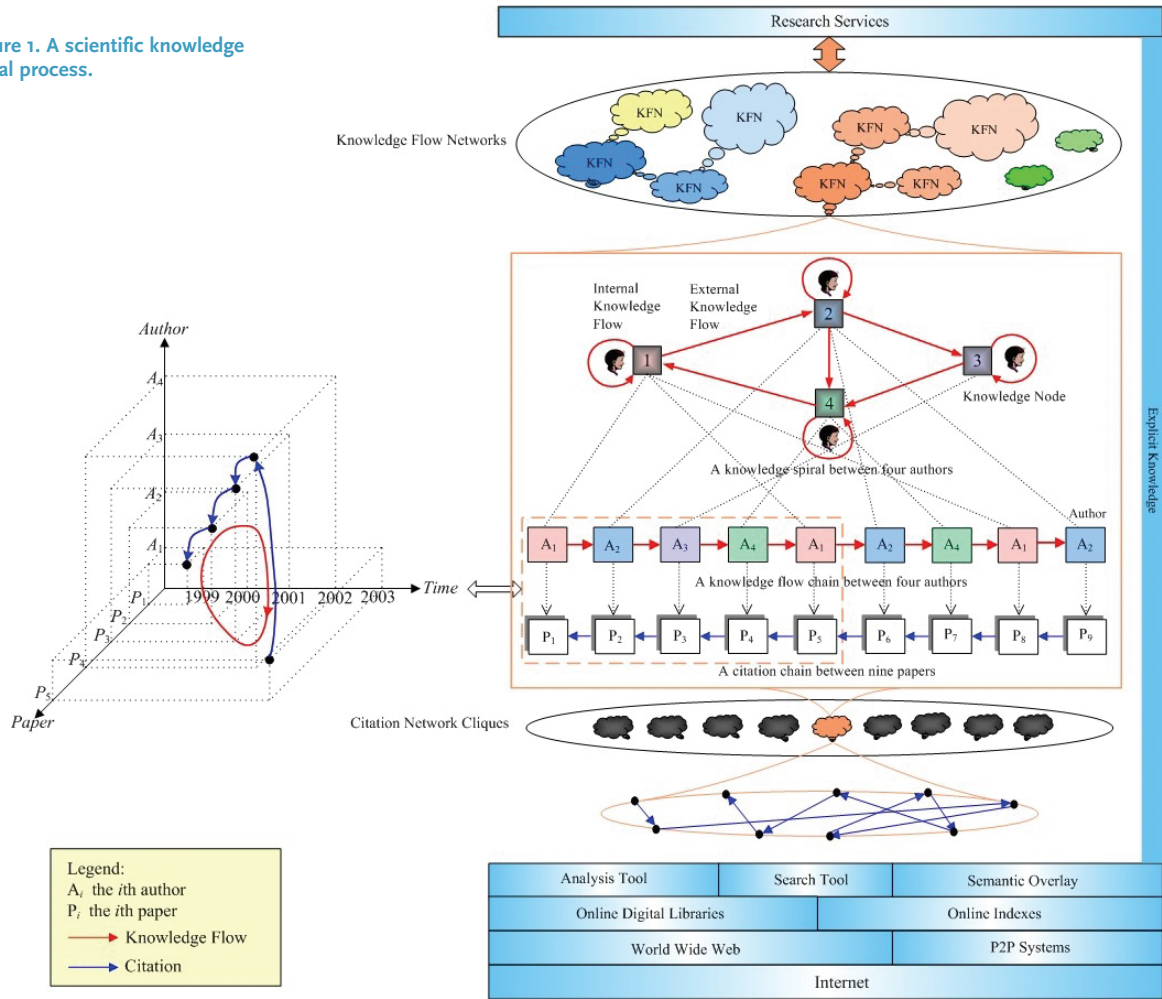 ure 1. A scientific knowledge
al process.
Research Services
Knowledge Flow Networks
KFN
KFN
KFN
KFN
KFN
KFN
KFN
KFN
Explicit Knowledge
Internal
Knowledge
Flow
External
Knowledge
Flow
1
2
3
4
Knowledge Node
A knowledge spiral between four authors
Author
A1
A2
A3
A4
A1
A2
A4
A1
A2
A knowledge flow chain between four authors
P1
P2
P3
P4
P5
P6
P7
P8
P9
A citation chain between nine papers
Author
A4
A3
A2
A1
P1
P2
P3
P4
P5
Paper
1999 2000 2001 2002 2003
Time
Citation Network Cliques
Legend:
Ai the ith author
Pi the ith paper
Knowledge Flow
Citation
Analysis Tool
Search Tool
Semantic Overlay
Online Digital Libraries
Online Indexes
World Wide Web
P2P Systems
Internet